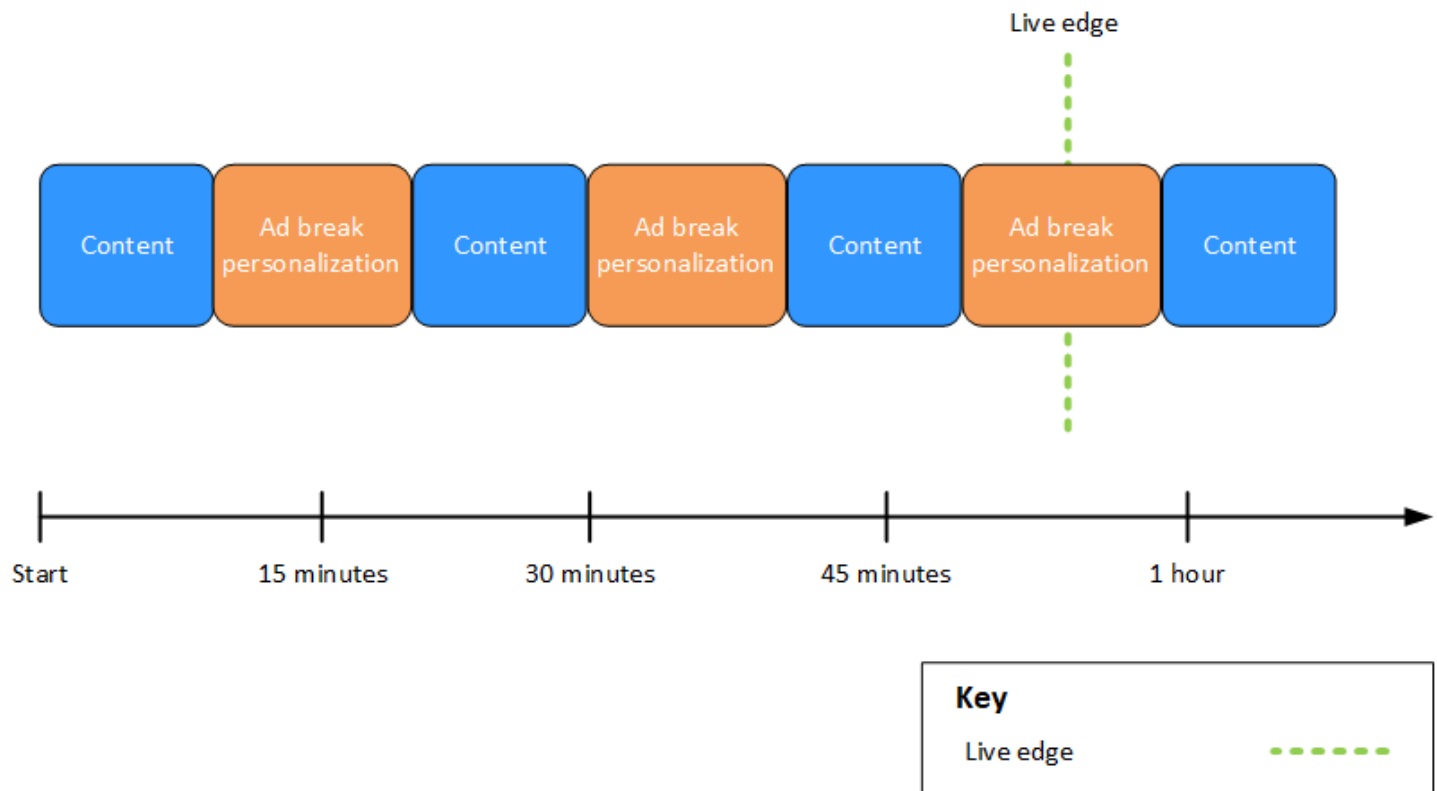 Live edge
Content
Ad break
personalization
Content
Ad break
personalization
Content
Ad break
personalization
Content
Start
15 minutes
30 minutes
45 minutes
1 hour
Key
Live edge